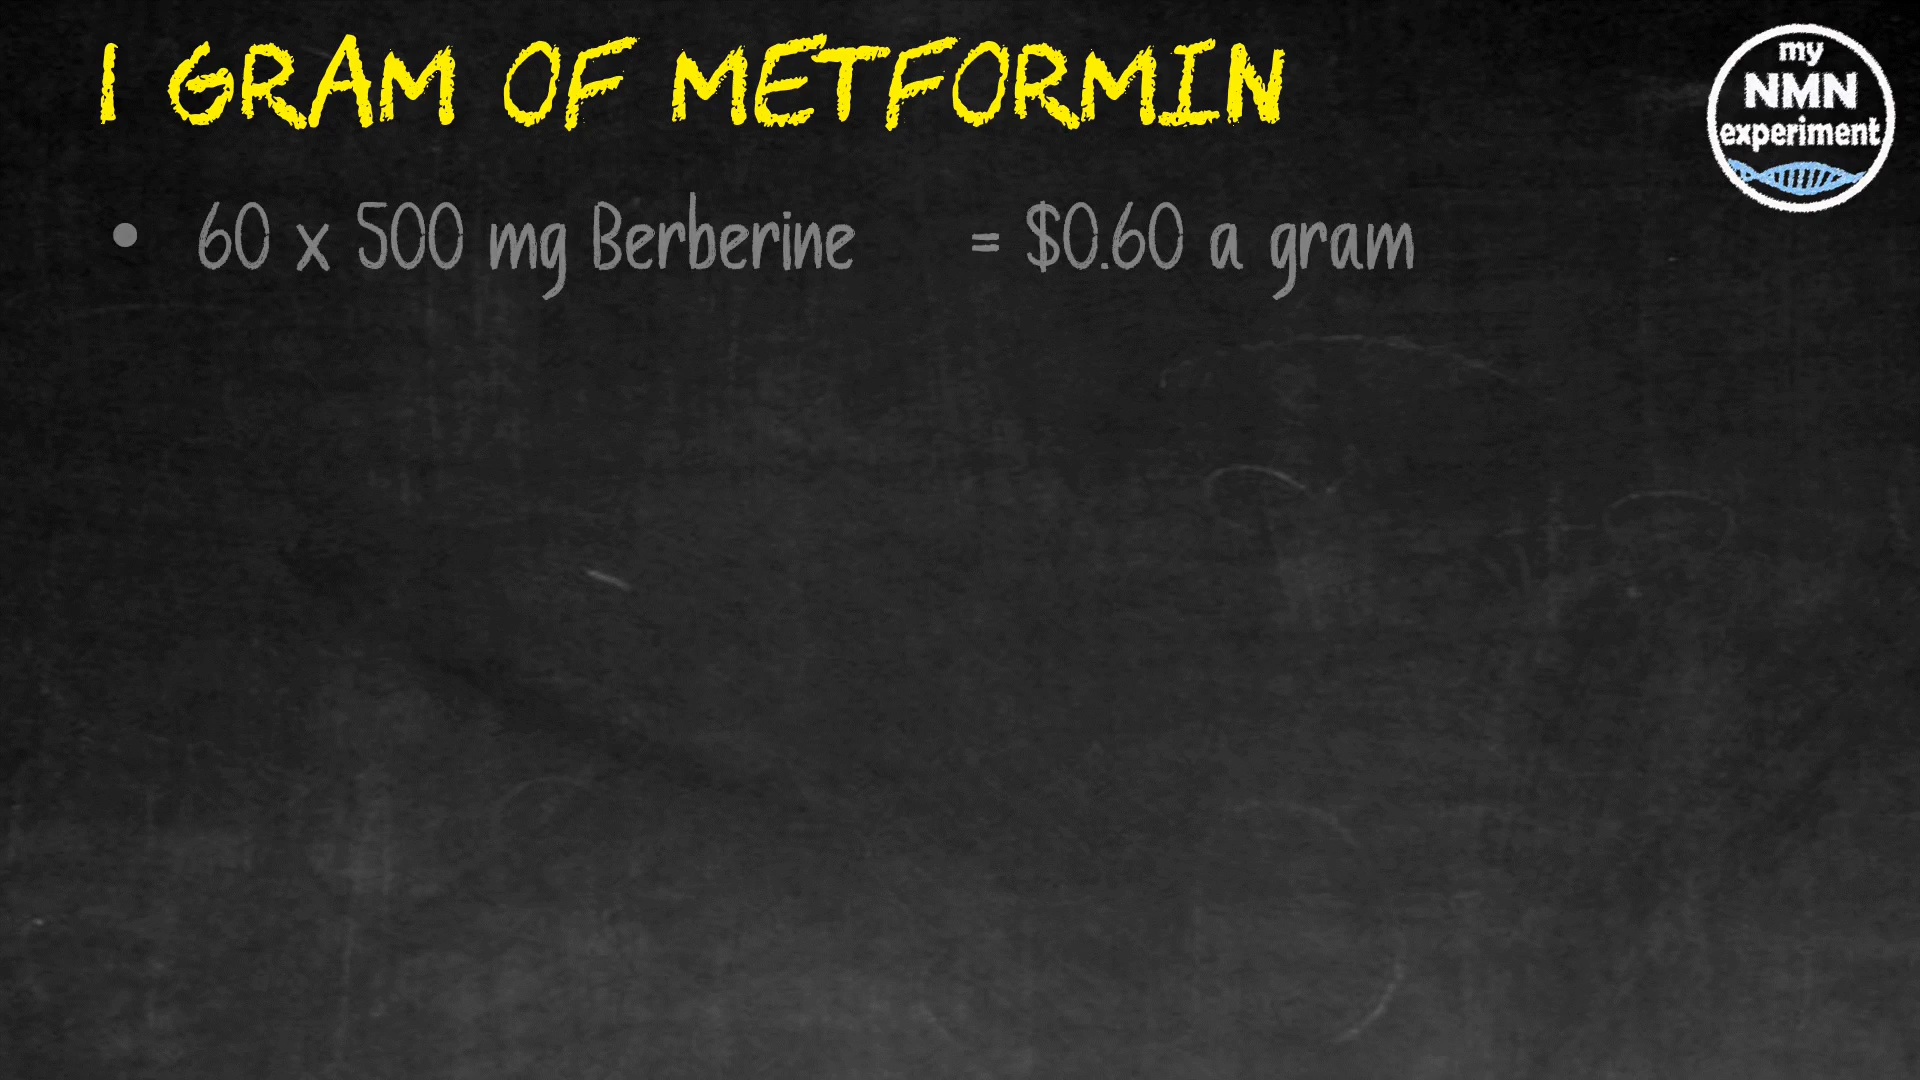 1 GRAM OF METFORMIN
my
NMN
experiment
• 60 x 500 mg Berberine = $0.60 a gram